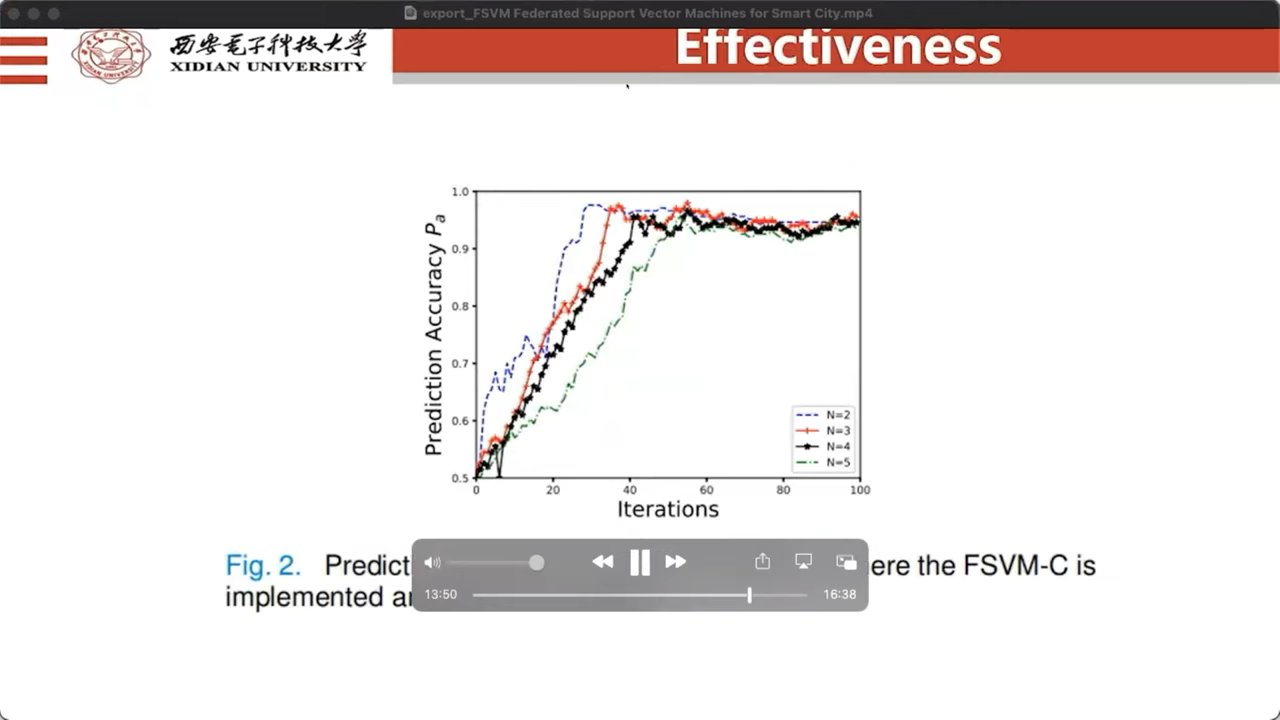 export_FSVM Federated Support Vector Machines for Smart City.mp4
西安电子科技大学
XIDIAN UNIVERSITY
Effectiveness
Prediction Accuracy Pa
1.0
0.9
0.8
0.7
0.6
0.5
0 20 40 60 80 100
Iterations
N=2
N=3
N=4
N=5
Fig. 2. Predict ere the FSVM-C is
implemented a
13:50 16:38